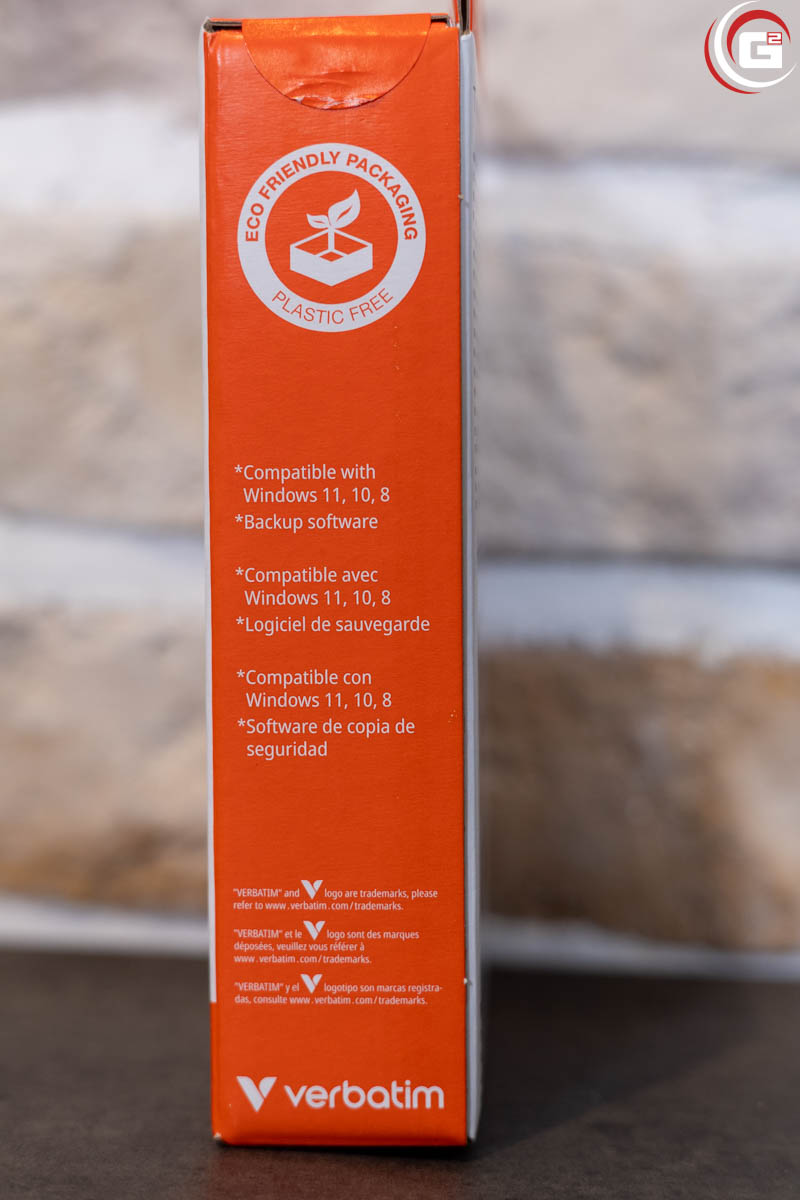 G2
ECO FRIENDLY PACKAGING
PLASTIC FREE
*Compatible with
Windows 11, 10, 8
*Backup software
*Compatible avec
Windows 11, 10, 8
*Logiciel de sauvegarde
*Compatible con
Windows 11, 10, 8
*Software de copia de
seguridad
"VERBATIM" and V logo are trademarks, please
refer to www.verbatim.com/trademarks.
"VERBATIM" et le V logo sont des marques
déposées, veuillez vous référer à
www.verbatim.com/trademarks.
"VERBATIM" y el V logotipo son marcas registra-
das, consulte www.verbatim.com/trademarks.
verbatim